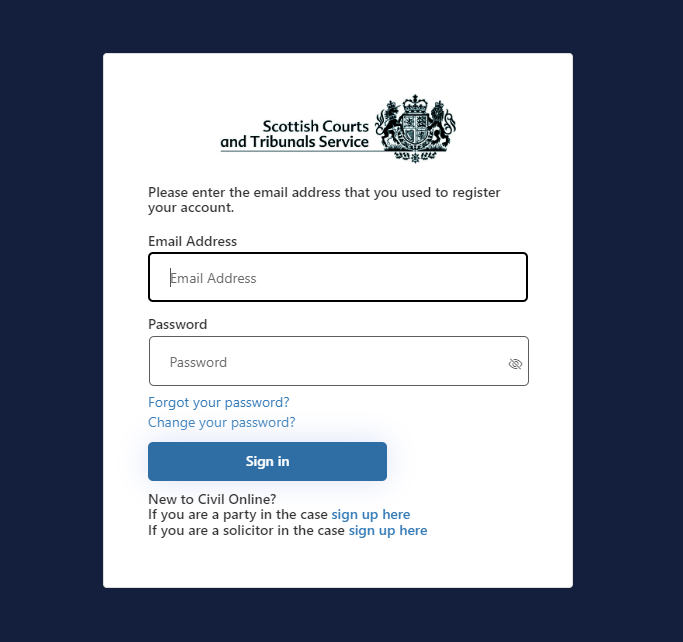 Scottish Courts
and Tribunals Service
Please enter the email address that you used to register
your account.
Email Address
Email Address
Password
Password
Forgot your password?
Change your password?
Sign in
New to Civil Online?
If you are a party in the case sign up here
If you are a solicitor in the case sign up here